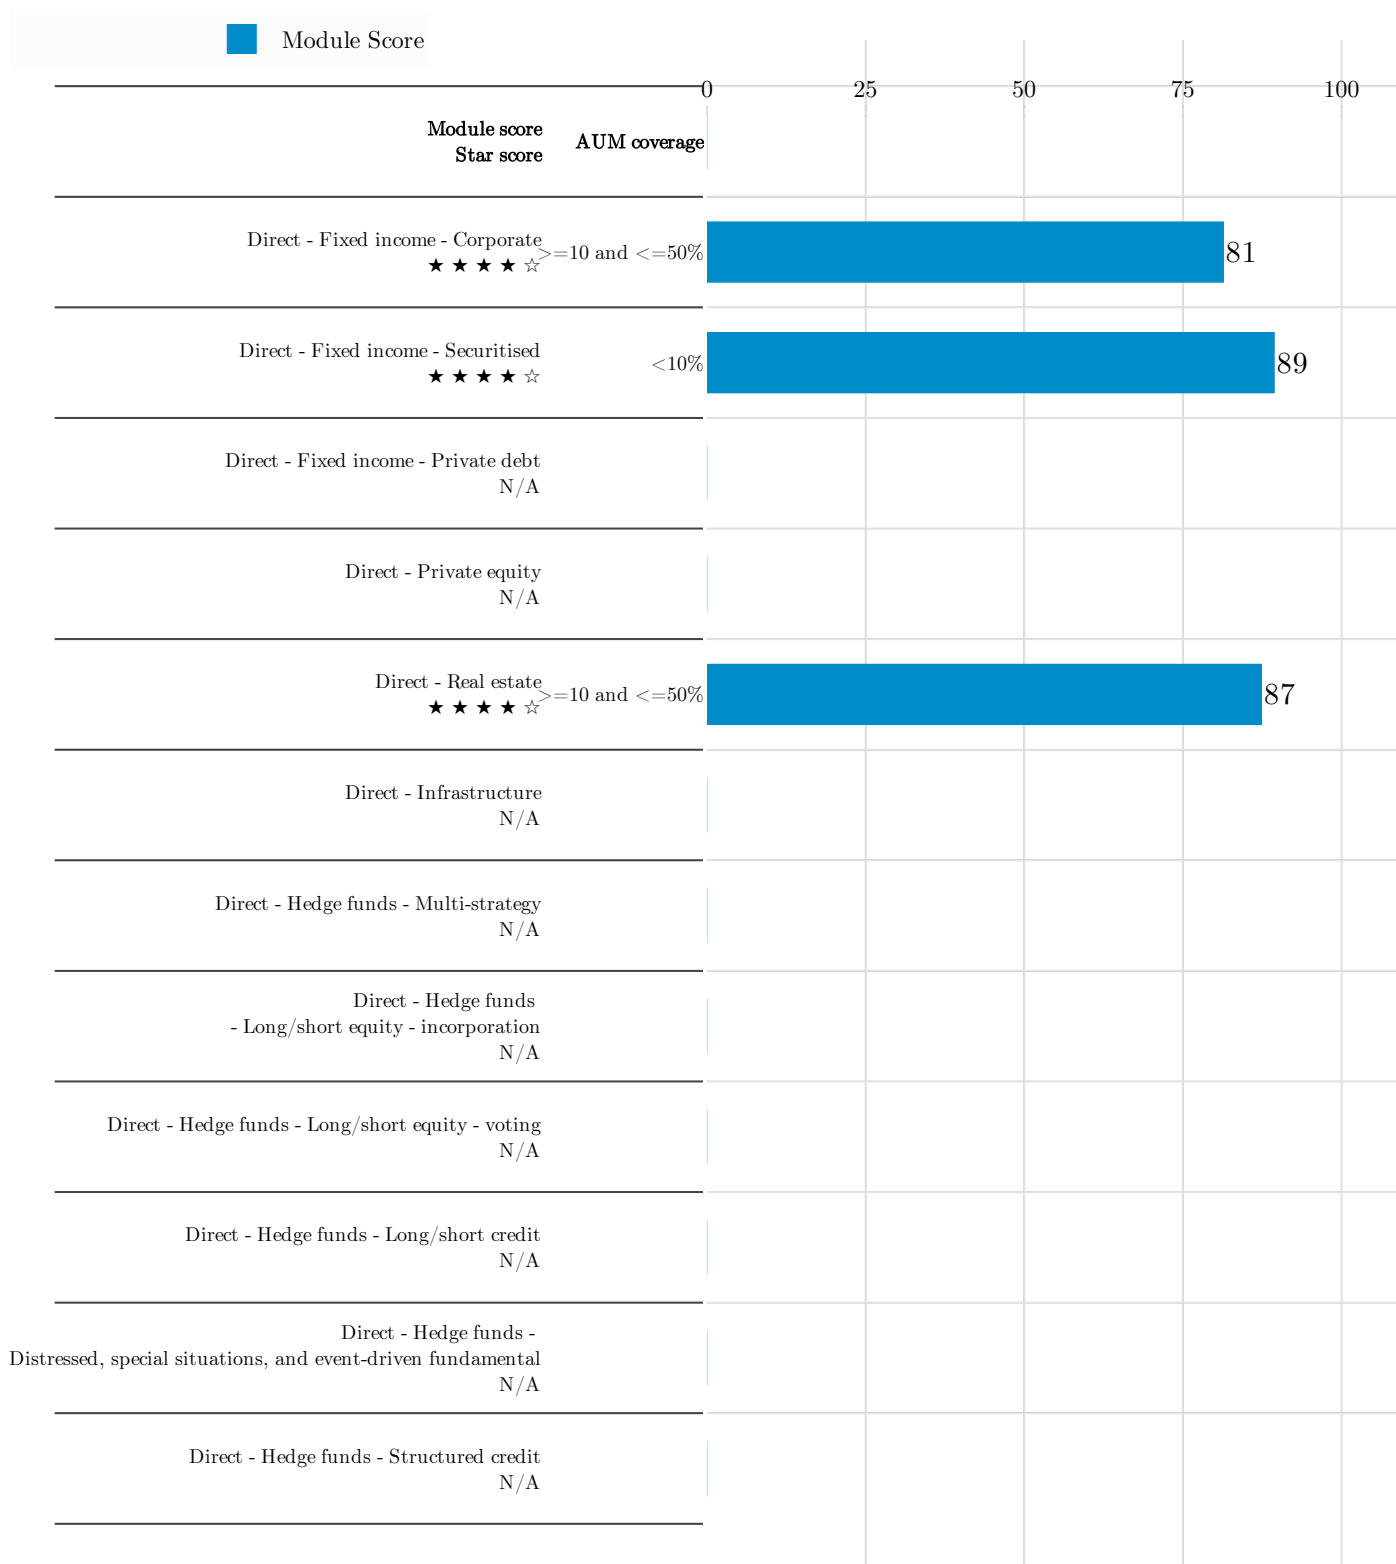 Module Score
0 25 50 75 100
Module score
Star score
AUM coverage
Direct - Fixed income - Corporate
★ ★ ★ ★ ☆
>=10 and <=50%
81
Direct - Fixed income - Securitised
★ ★ ★ ★ ☆
<10%
89
Direct - Fixed income - Private debt
N/A
Direct - Private equity
N/A
Direct - Real estate
★ ★ ★ ★ ☆
>=10 and <=50%
87
Direct - Infrastructure
N/A
Direct - Hedge funds - Multi-strategy
N/A
Direct - Hedge funds
- Long/short equity - incorporation
N/A
Direct - Hedge funds - Long/short equity - voting
N/A
Direct - Hedge funds - Long/short credit
N/A
Direct - Hedge funds -
Distressed, special situations, and event-driven fundamental
N/A
Direct - Hedge funds - Structured credit
N/A